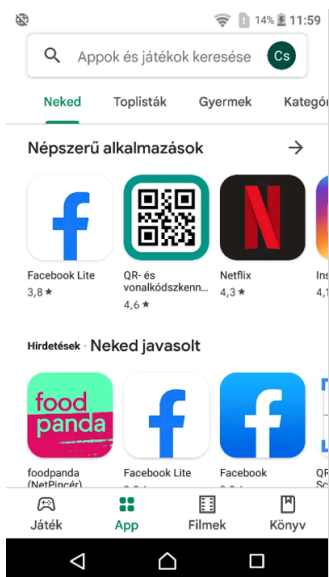 14% 11:59
Appok és játékok keresése Cs
Neked Toplisták Gyermek
Népszerű alkalmazások
Facebook Lite
3,8 ★
QR- és
vonalkódszkenn...
4,6 ★
Netflix
4,3 ★
Hirdetések · Neked javasolt
food
panda
foodpanda
(NetPincér)
Facebook Lite
Facebook
Játék App Filmek Könyv